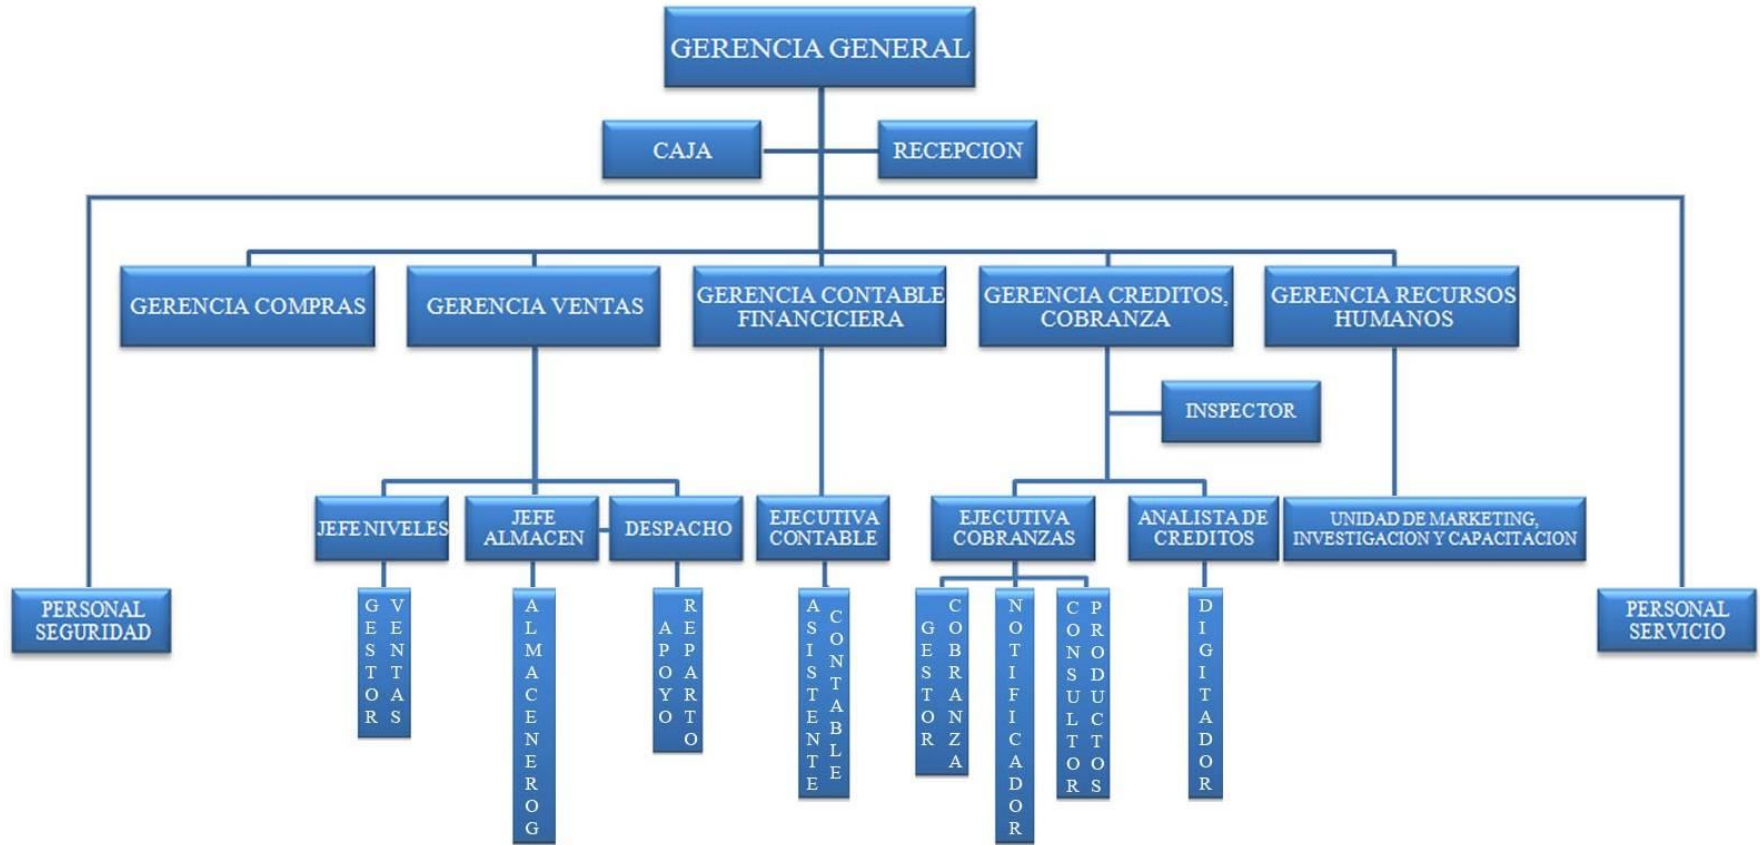 GERENCIA GENERAL
CAJA
RECEPCION
GERENCIA COMPRAS
GERENCIA VENTAS
GERENCIA CONTABLE
FINANCICIERA
GERENCIA CREDITOS,
COBRANZA
GERENCIA RECURSOS
HUMANOS
INSPECTOR
JEFE NIVELES
JEFE
ALMACEN
DESPACHO
EJECUTIVA
CONTABLE
EJECUTIVA
COBRANZAS
ANALISTA DE
CREDITOS
UNIDAD DE MARKETING,
INVESTIGACION Y CAPACITACION
PERSONAL
SEGURIDAD
GESTOR
VENTAS
ALMACENEROG
APOYO
REPARTO
ASISTENTE
CONTABLE
GESTOR
COBRANZA
NOTIFICADOR
CONSULTOR
PRODUCTOS
DIGITADOR
PERSONAL
SERVICIO